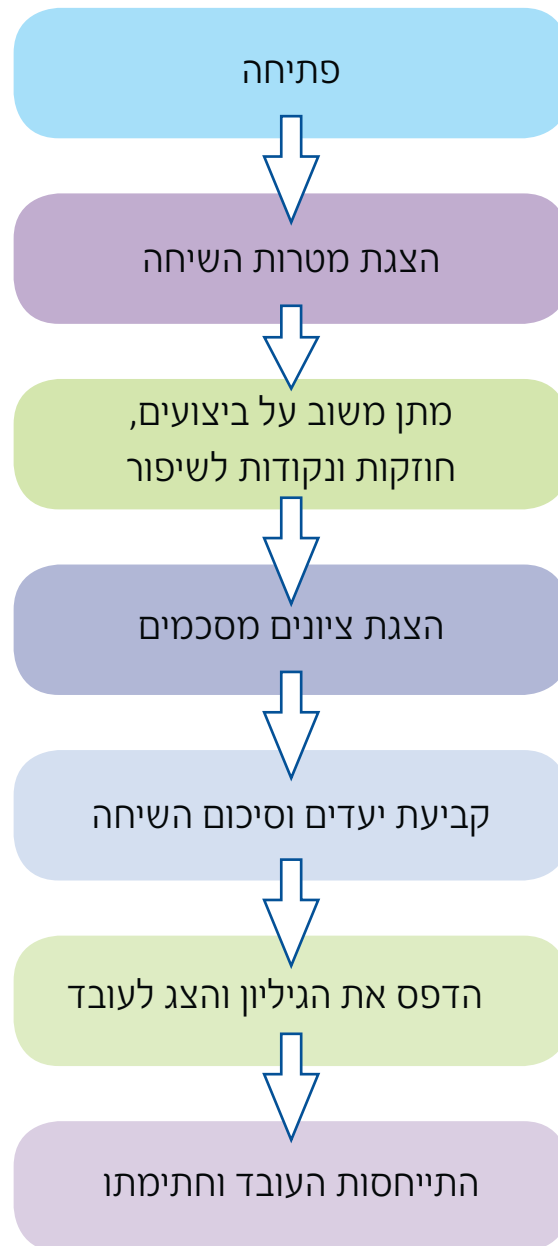 פתיחה
הצגת מטרות השיחה
מתן משוב על ביצועים,
חוזקות ונקודות לשיפור
הצגת ציונים מסכמים
קביעת יעדים וסיכום השיחה
הדפס את הגיליון והצג לעובד
התייחסות העובד וחתימתו